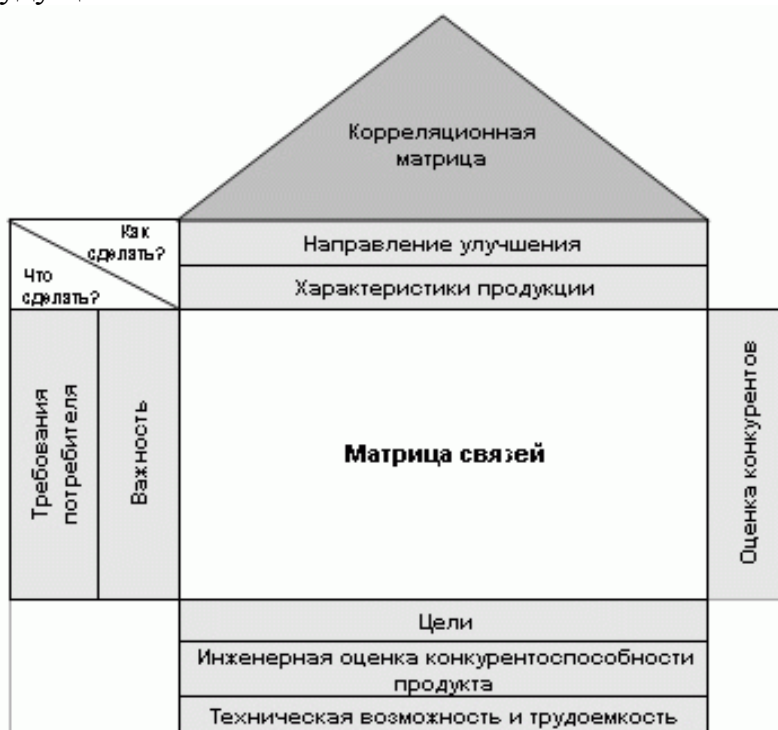 Корреляционная
матрица
Как
сделать?
Что
сделать?
Направление улучшения
Характеристики продукции
Требования
потребителя
Важность
Матрица связей
Оценка конкурентов
Цели
Инженерная оценка конкурентоспособности
продукта
Техническая возможность и трудоемкость